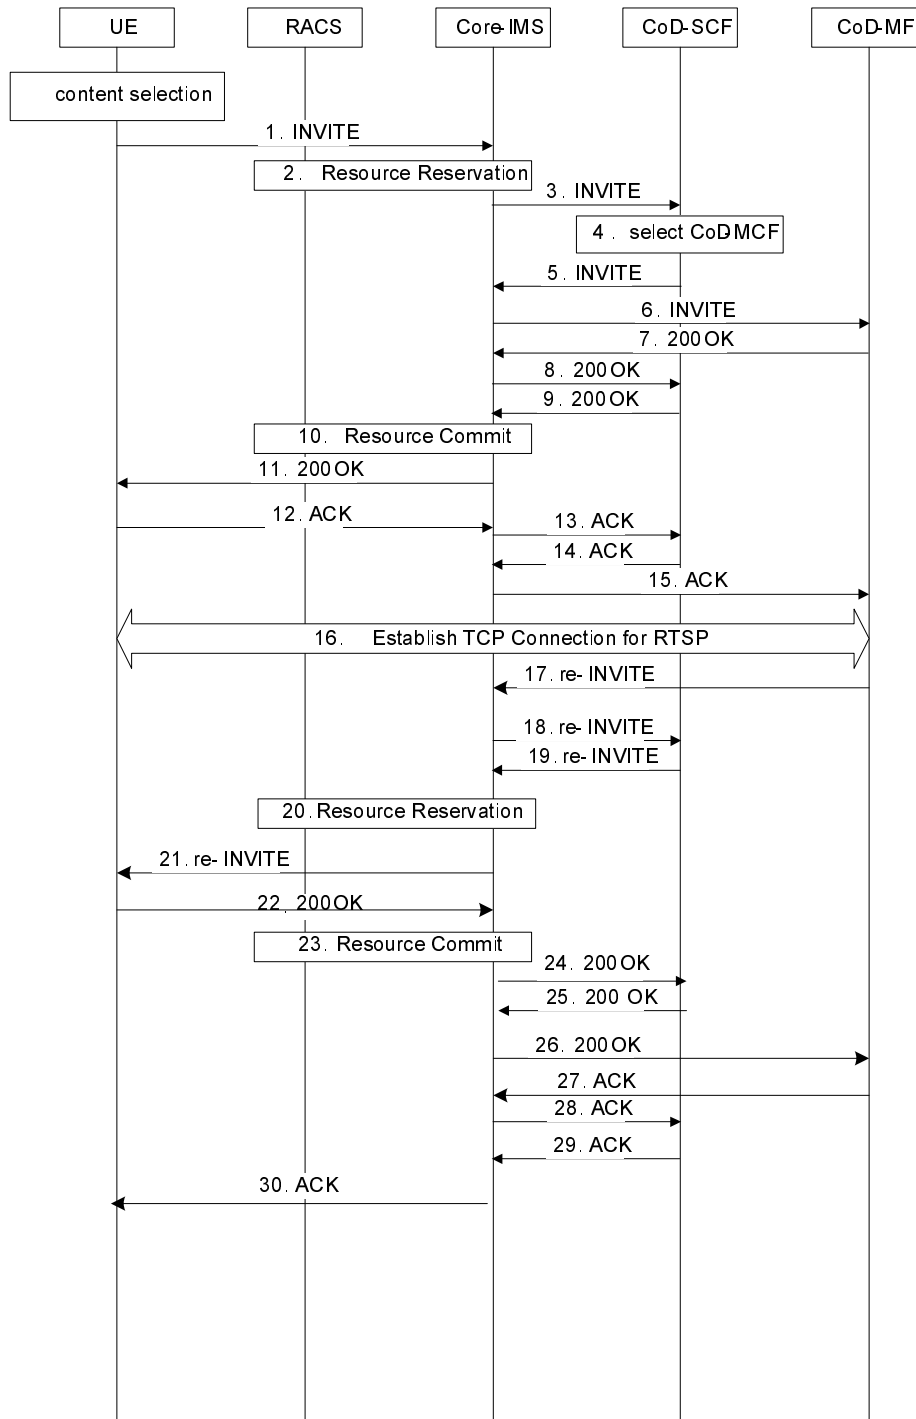 UE
RACS
Core-IMS
CoD-SCF
CoD-MF
content selection
1. INVITE
2. Resource Reservation
3. INVITE
4. select CoD-MCF
5. INVITE
6. INVITE
7. 200 OK
8. 200 OK
9. 200 OK
10. Resource Commit
11. 200 OK
12. ACK
13. ACK
14. ACK
15. ACK
16. Establish TCP Connection for RTSP
17. re- INVITE
18. re- INVITE
19. re- INVITE
20. Resource Reservation
21. re- INVITE
22. 200 OK
23. Resource Commit
24. 200 OK
25. 200 OK
26. 200 OK
27. ACK
28. ACK
29. ACK
30. ACK